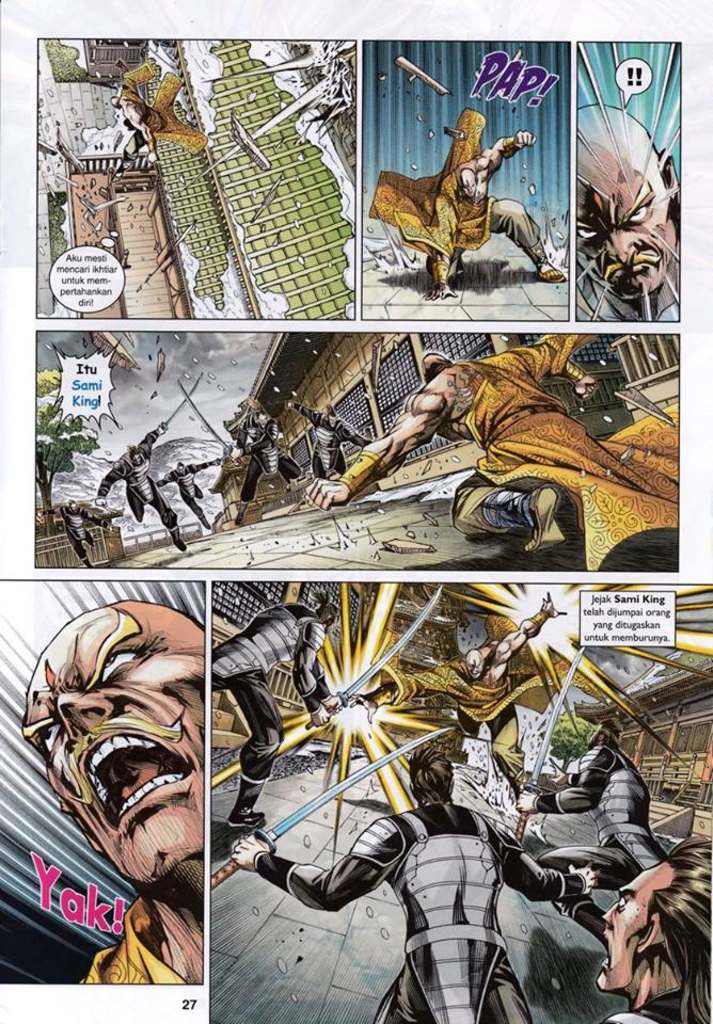 Aku mesti
mencari ikhtiar
untuk mem-
pertahankan
diri!
PAP!
!!
Itu
Sami
King!
Yak!
Jejak Sami King
telah dijumpai orang
yang ditugaskan
untuk memburunya.
27